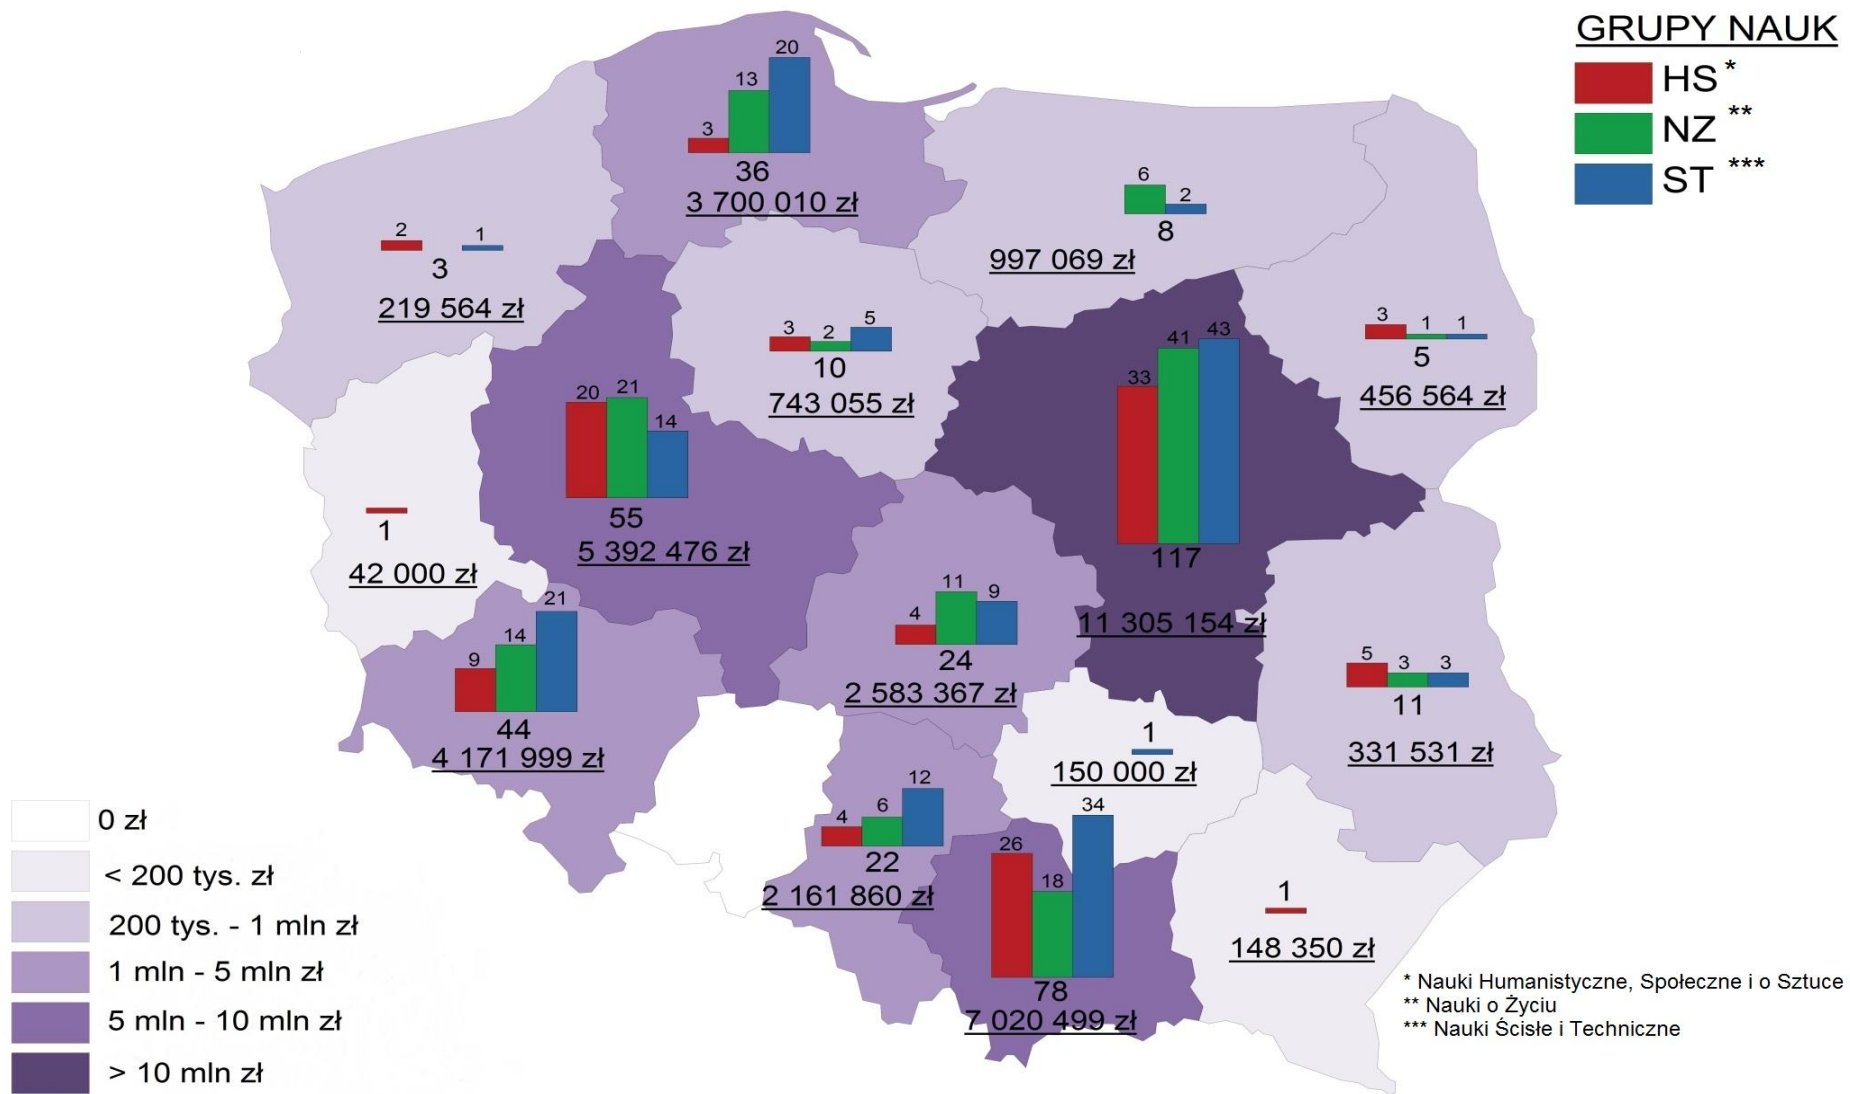 GRUPY NAUK
HS *
NZ **
ST ***
3 13 20
36
3 700 010 zł
6 2
8
997 069 zł
2 1
3
219 564 zł
3 2 5
10
743 055 zł
3 1 1
5
456 564 zł
33 41 43
117
11 305 154 zł
20 21 14
55
5 392 476 zł
1
42 000 zł
4 11 9
24
2 583 367 zł
9 14 21
44
4 171 999 zł
5 3 3
11
331 531 zł
1
150 000 zł
4 6 12
22
2 161 860 zł
26 18 34
78
7 020 499 zł
1
148 350 zł
0 zł
< 200 tys. zł
200 tys. - 1 mln zł
1 mln - 5 mln zł
5 mln - 10 mln zł
> 10 mln zł
* Nauki Humanistyczne, Społeczne i o Sztuce
** Nauki o Życiu
*** Nauki Ścisłe i Techniczne